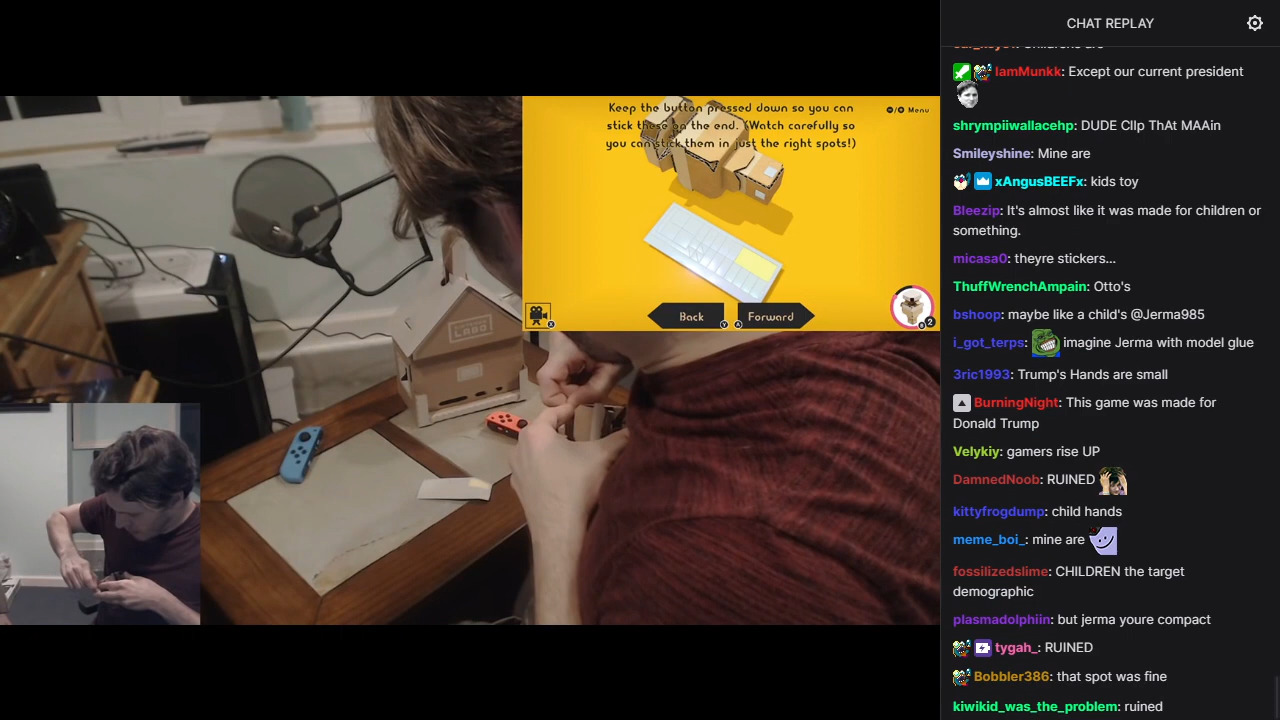 CHAT REPLAY
IamMunkk: Except our current president
shrympiiwallacehp: DUDE ClIp ThAt MAAin
Smileyshine: Mine are
xAngusBEEFx: kids toy
Bleezip: It's almost like it was made for children or
something.
micasa0: theyre stickers...
ThuffWrenchAmpain: Otto's
bshoop: maybe like a child's @Jerma985
i_got_terps: imagine Jerma with model glue
3ric1993: Trump's Hands are small
BurningNight: This game was made for
Donald Trump
Velykiy: gamers rise UP
DamnedNoob: RUINED
kittyfrogdump: child hands
meme_boi_: mine are
fossilizedslime: CHILDREN the target
demographic
plasmadolphiin: but jerma youre compact
tygah_: RUINED
Bobbler386: that spot was fine
kiwikid_was_the_problem: ruined
Keep the button pressed down so you can
stick these on the end. (Watch carefully so
you can stick them in just the right spots!)
Menu
Back
Y
A
Forward
X
2
NINTENDO
LABO